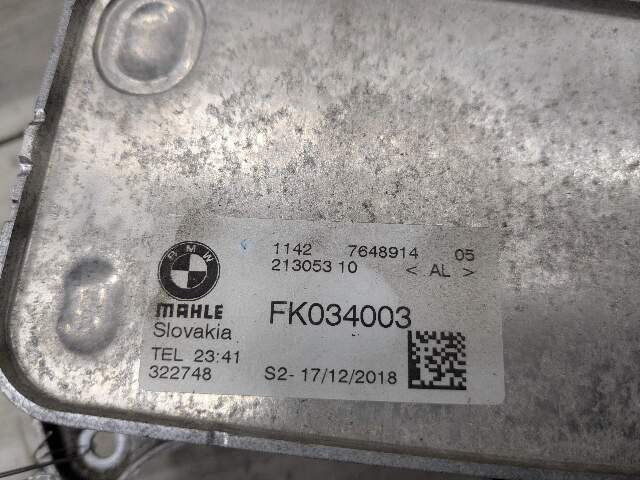 1142 7648914 05
213053 10 < AL >
BMW
MAHLE
FK034003
Slovakia
TEL 23:41
322748 S2- 17/12/2018